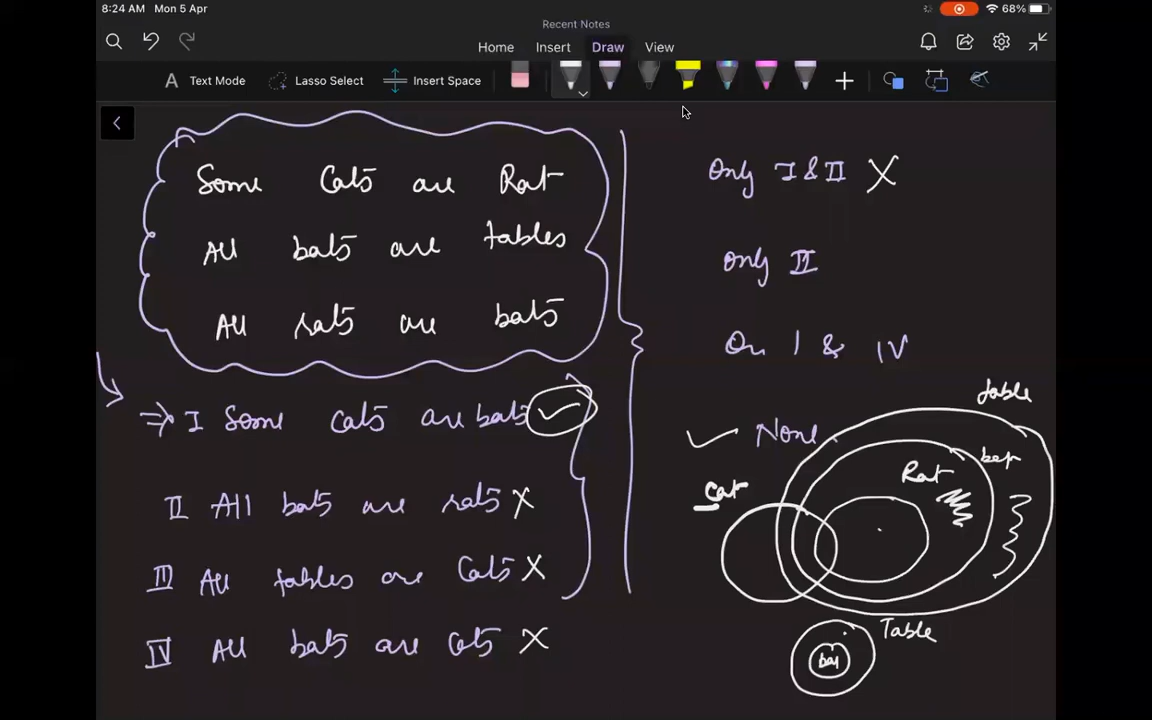 8:24 AM Mon 5 Apr
68%
Recent Notes
Home Insert Draw View
Text Mode Lasso Select Insert Space
Some Cats are Rat
All bats are tables
All rats are bats
I Some Cats are bats
II All bats are rats X
III All tables are Cats X
IV All bats are Cats X
Only I & II X
Only II
On I & IV
None
table
bat
Rat
Cat
Table
bat